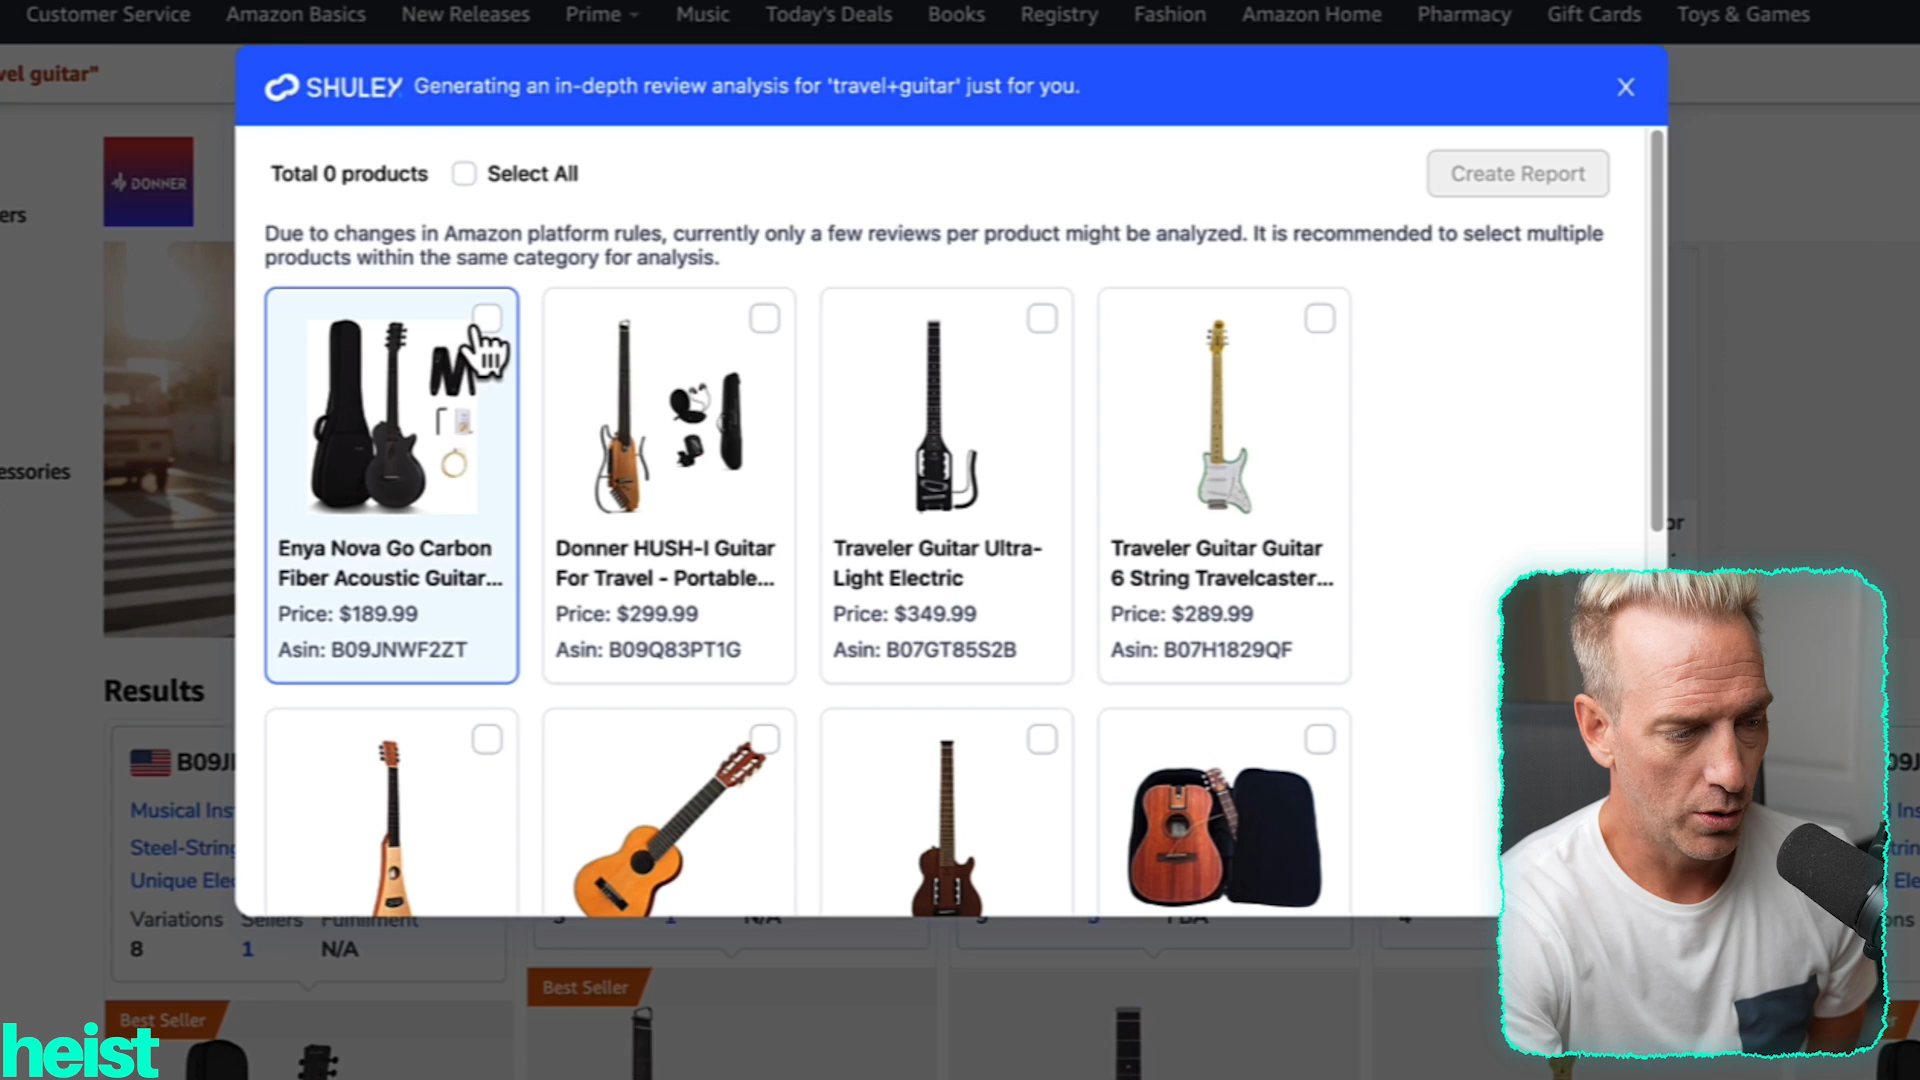 Customer Service Amazon Basics New Releases Prime Music Today's Deals Books Registry Fashion Amazon Home Pharmacy Gift Cards Toys & Games
vel guitar"
SHULEX Generating an in-depth review analysis for 'travel+guitar' just for you.
X
Total 0 products Select All Create Report
DONNER
ers
Due to changes in Amazon platform rules, currently only a few reviews per product might be analyzed. It is recommended to select multiple
products within the same category for analysis.
essories
Enya Nova Go Carbon
Fiber Acoustic Guitar...
Price: $189.99
Asin: B09JNWF2ZT
Donner HUSH-I Guitar
For Travel - Portable...
Price: $299.99
Asin: B09Q83PT1G
Traveler Guitar Ultra-
Light Electric
Price: $349.99
Asin: B07GT85S2B
Traveler Guitar Guitar
6 String Travelcaster...
Price: $289.99
Asin: B07H1829QF
or
Results
B09JI
Musical Ins
Steel-String
Unique Ele
Variations Sellers Fulfillment
8 1 N/A
Best Seller
Best Seller
heist